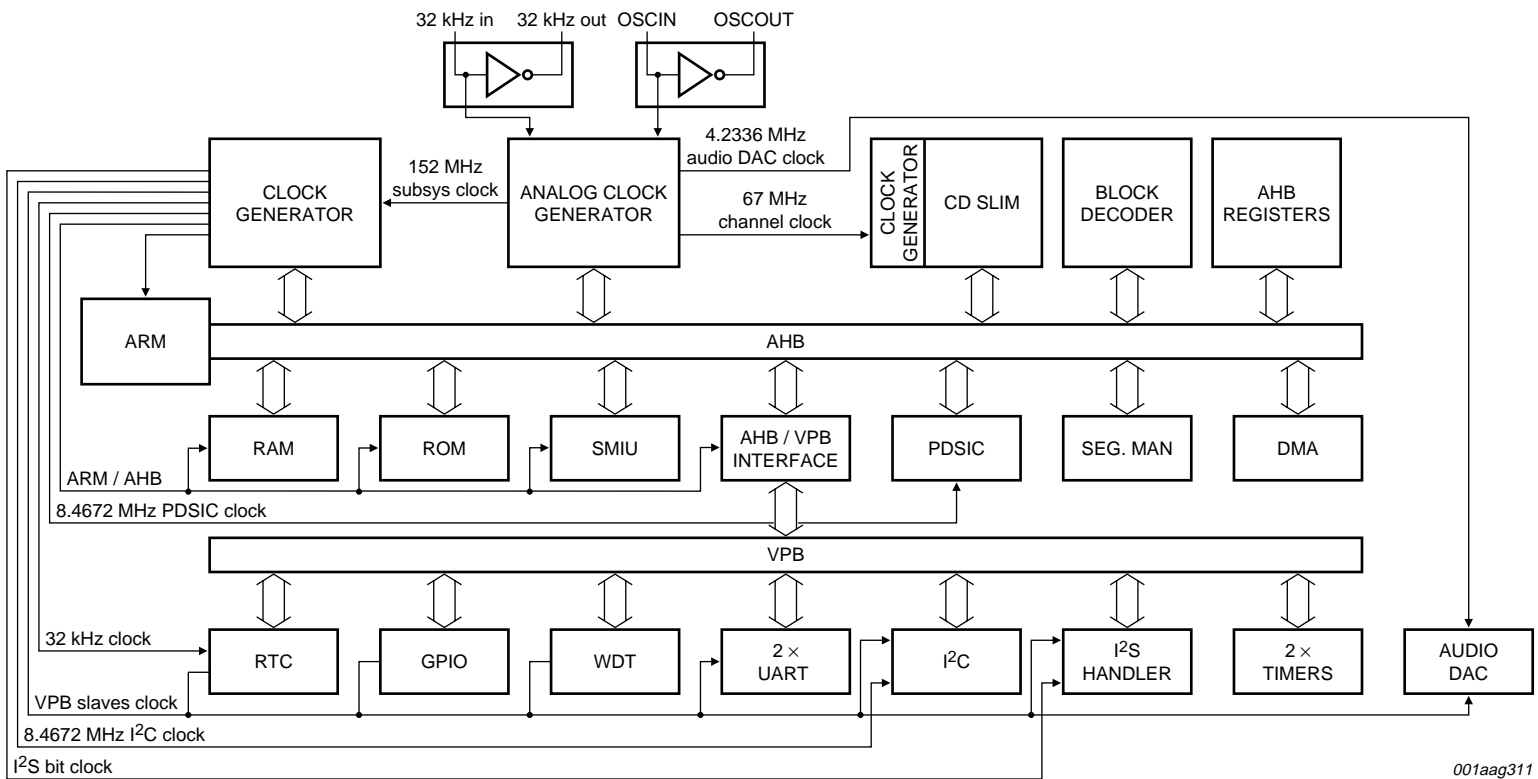 32 kHz in
32 kHz out
OSCIN
OSCOUT
4.2336 MHz
audio DAC clock
152 MHz
subsys clock
67 MHz
channel clock
CLOCK
GENERATOR
ANALOG CLOCK
GENERATOR
CLOCK
GENERATOR
CD SLIM
BLOCK
DECODER
AHB
REGISTERS
ARM
AHB
RAM
ROM
SMIU
AHB / VPB
INTERFACE
PDSIC
SEG. MAN
DMA
ARM / AHB
8.4672 MHz PDSIC clock
VPB
32 kHz clock
RTC
GPIO
WDT
2 ×
UART
I²C
I²S
HANDLER
2 ×
TIMERS
AUDIO
DAC
VPB slaves clock
8.4672 MHz I²C clock
I²S bit clock
001aag311